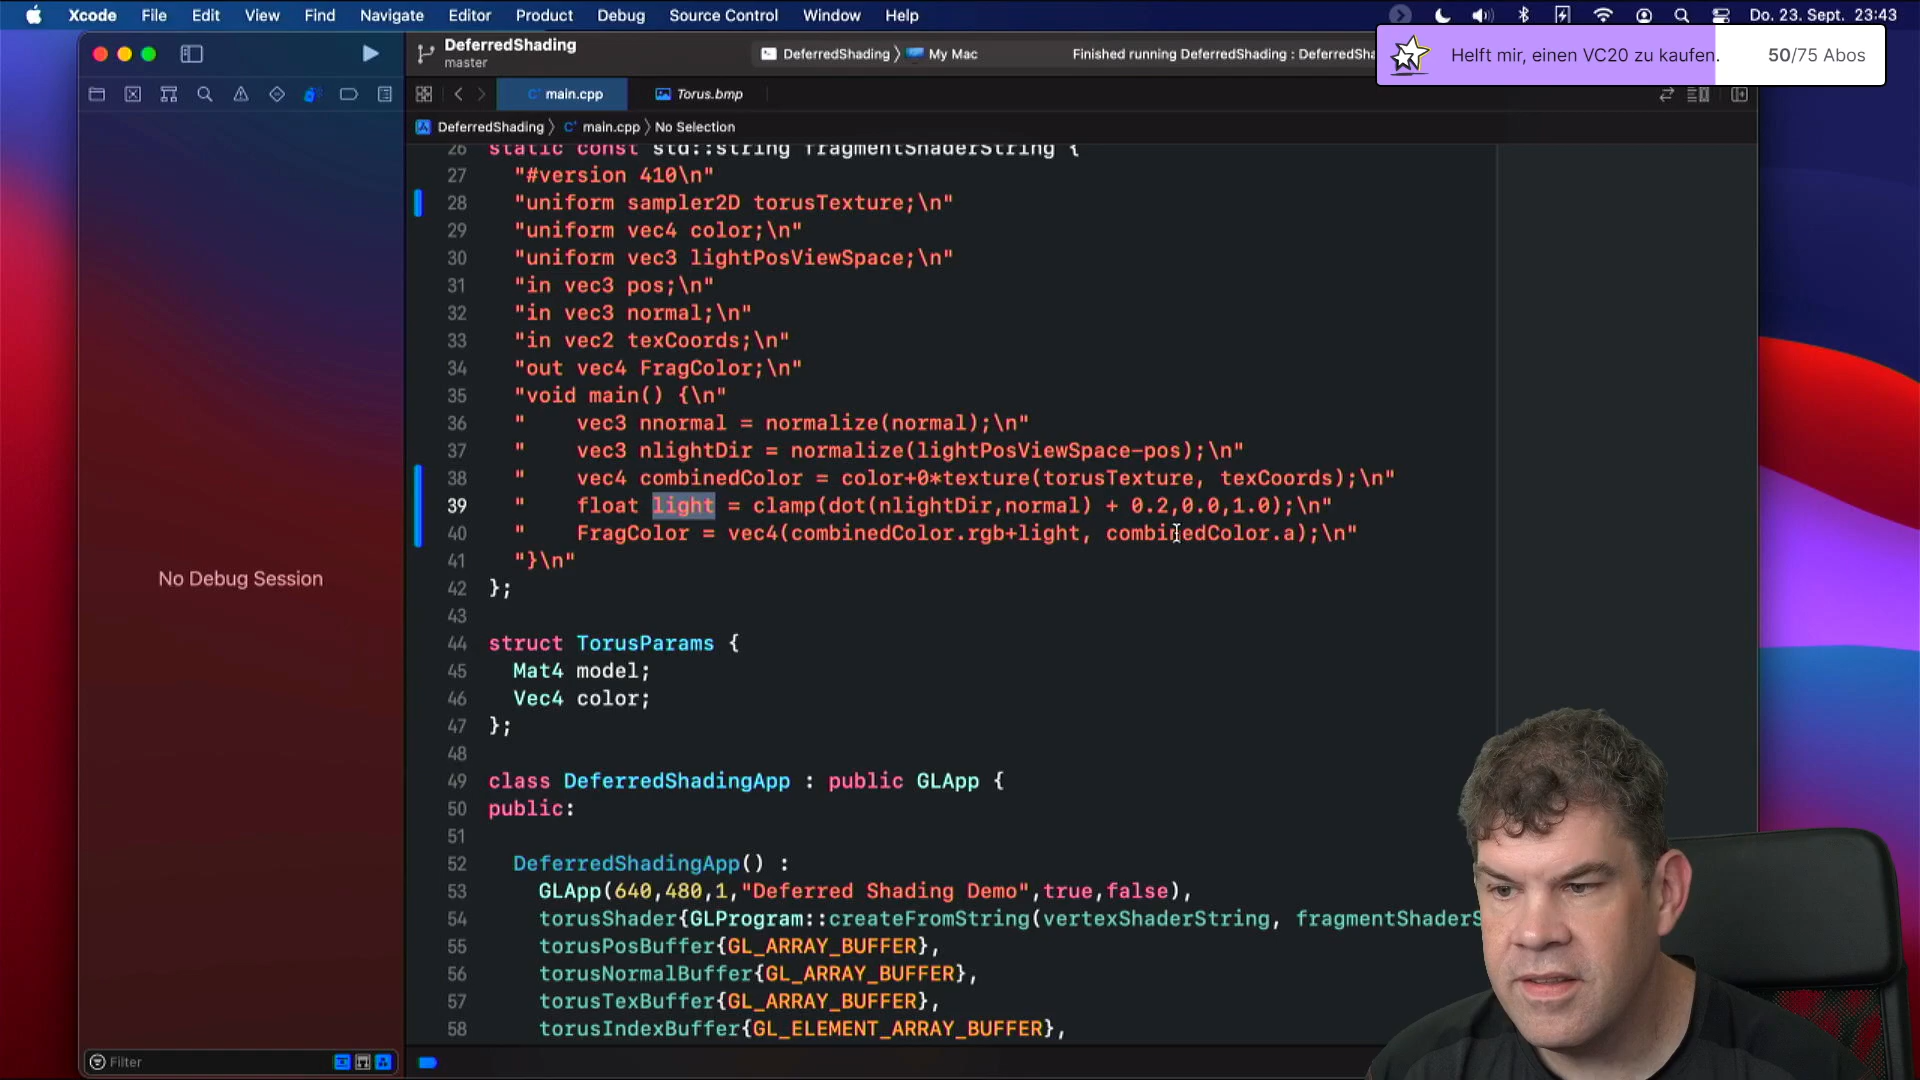 Xcode File Edit View Find Navigate Editor Product Debug Source Control Window Help
Do. 23. Sept. 23:43
DeferredShading
master
DeferredShading 〉 My Mac
Finished running DeferredShading : DeferredSha
Helft mir, einen VC20 zu kaufen. 50/75 Abos
main.cpp
Torus.bmp
DeferredShading 〉 main.cpp 〉 No Selection
26 static const std::string fragmentShaderString {
27 "#version 410\n"
28 "uniform sampler2D torusTexture;\n"
29 "uniform vec4 color;\n"
30 "uniform vec3 lightPosViewSpace;\n"
31 "in vec3 pos;\n"
32 "in vec3 normal;\n"
33 "in vec2 texCoords;\n"
34 "out vec4 FragColor;\n"
35 "void main() {\n"
36 " vec3 nnormal = normalize(normal);\n"
37 " vec3 nlightDir = normalize(lightPosViewSpace-pos);\n"
38 " vec4 combinedColor = color+0*texture(torusTexture, texCoords);\n"
39 " float light = clamp(dot(nlightDir,normal) + 0.2,0.0,1.0);\n"
40 " FragColor = vec4(combinedColor.rgb+light, combinedColor.a);\n"
41 "}\n"
42 };
43
44 struct TorusParams {
45 Mat4 model;
46 Vec4 color;
47 };
48
49 class DeferredShadingApp : public GLApp {
50 public:
51
52 DeferredShadingApp() :
53 GLApp(640,480,1,"Deferred Shading Demo",true,false),
54 torusShader{GLProgram::createFromString(vertexShaderString, fragmentShaderS
55 torusPosBuffer{GL_ARRAY_BUFFER},
56 torusNormalBuffer{GL_ARRAY_BUFFER},
57 torusTexBuffer{GL_ARRAY_BUFFER},
58 torusIndexBuffer{GL_ELEMENT_ARRAY_BUFFER},
No Debug Session
Filter